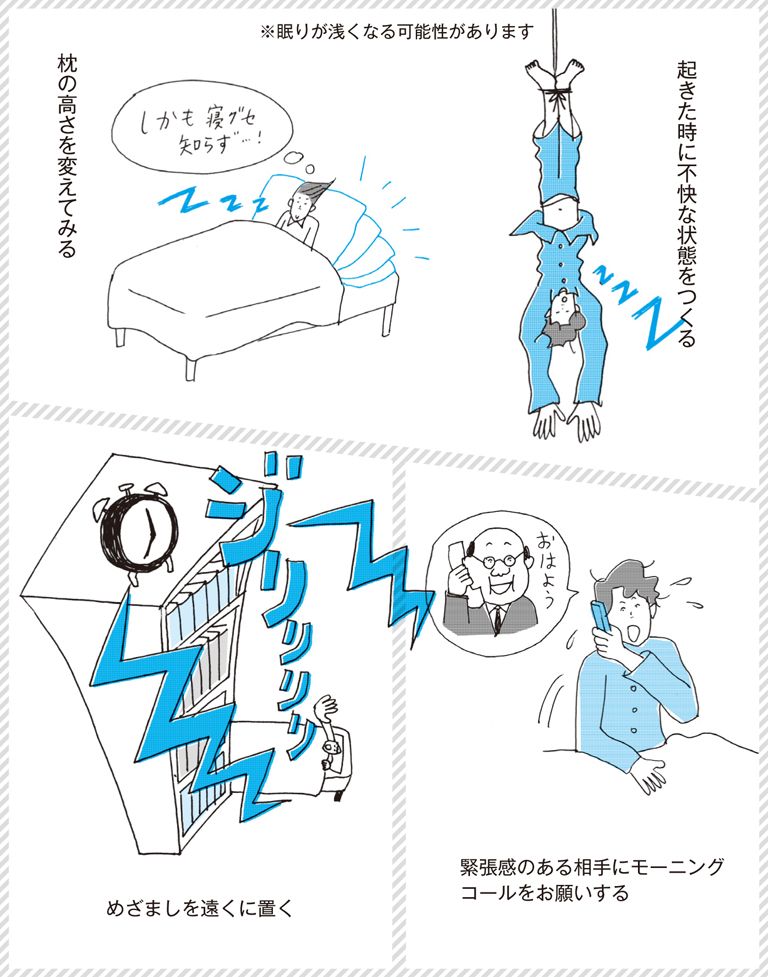 ※眠りが浅くなる可能性があります
起きた時に不快な状態をつくる
Z Z Z
枕の高さを変えてみる
しかも寝グセ
知らず…!
Z Z Z
ジリリリリリ
めざましを遠くに置く
おはよう
緊張感のある相手にモーニング
コールをお願いする